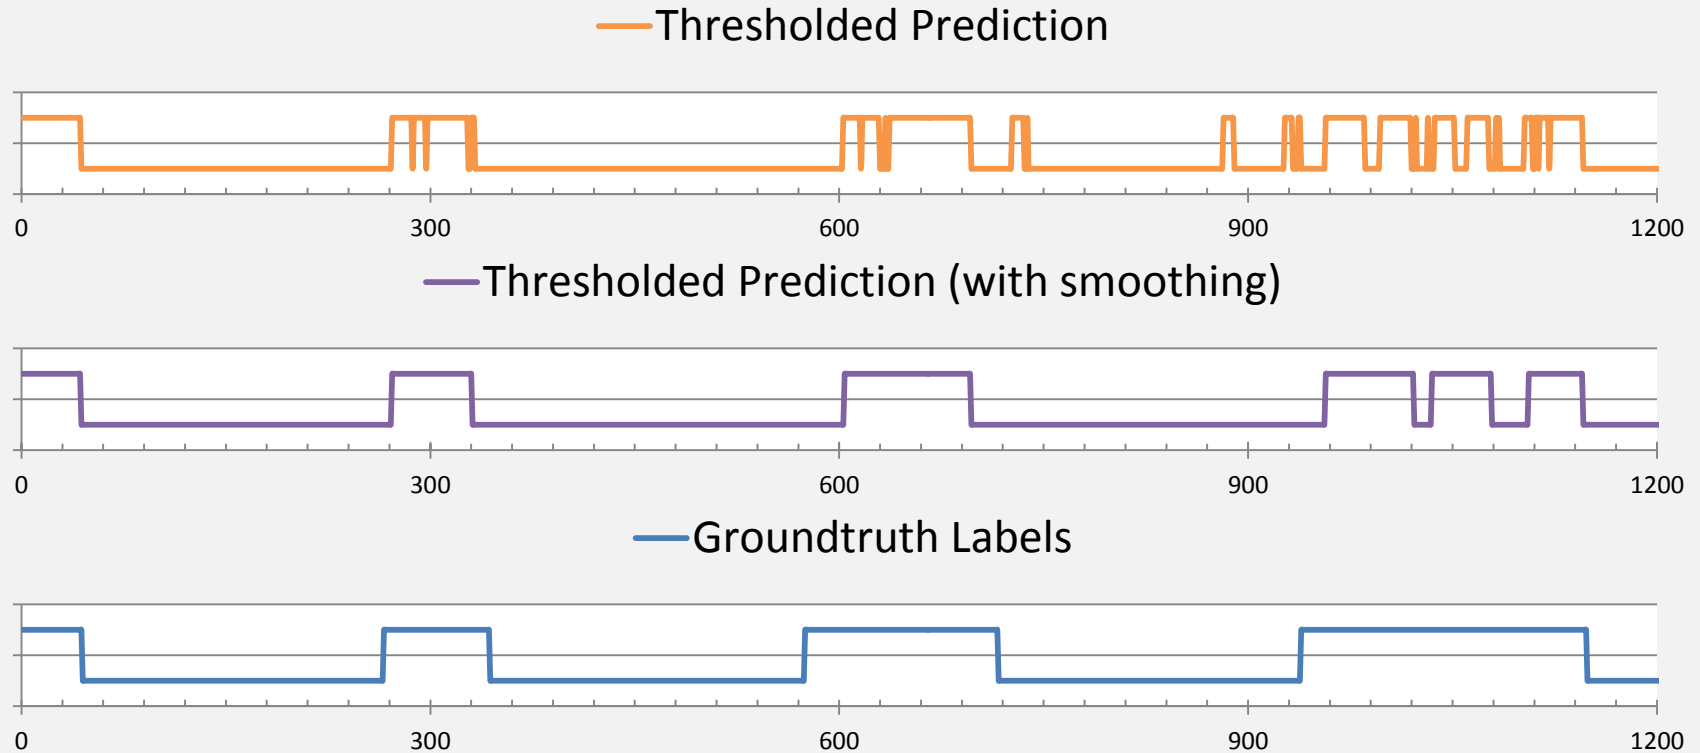 Thresholded Prediction
0 300 600 900 1200
Thresholded Prediction (with smoothing)
0 300 600 900 1200
Groundtruth Labels
0 300 600 900 1200